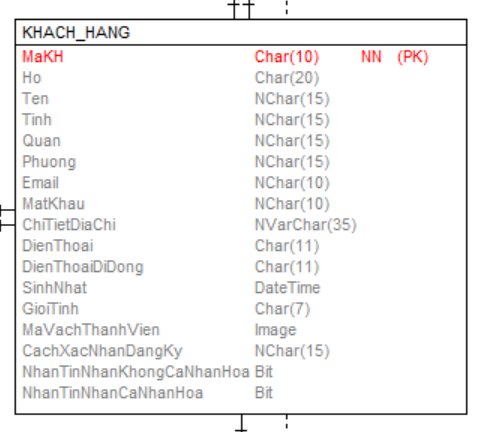 KHACH_HANG
MaKH Char(10) NN (PK)
Ho Char(20)
Ten NChar(15)
Tinh NChar(15)
Quan NChar(15)
Phuong NChar(15)
Email NChar(10)
MatKhau NChar(10)
ChiTietDiaChi NVarChar(35)
DienThoai Char(11)
DienThoaiDiDong Char(11)
SinhNhat DateTime
GioiTinh Char(7)
MaVachThanhVien Image
CachXacNhanDangKy NChar(15)
NhanTinNhanKhongCaNhanHoa Bit
NhanTinNhanCaNhanHoa Bit